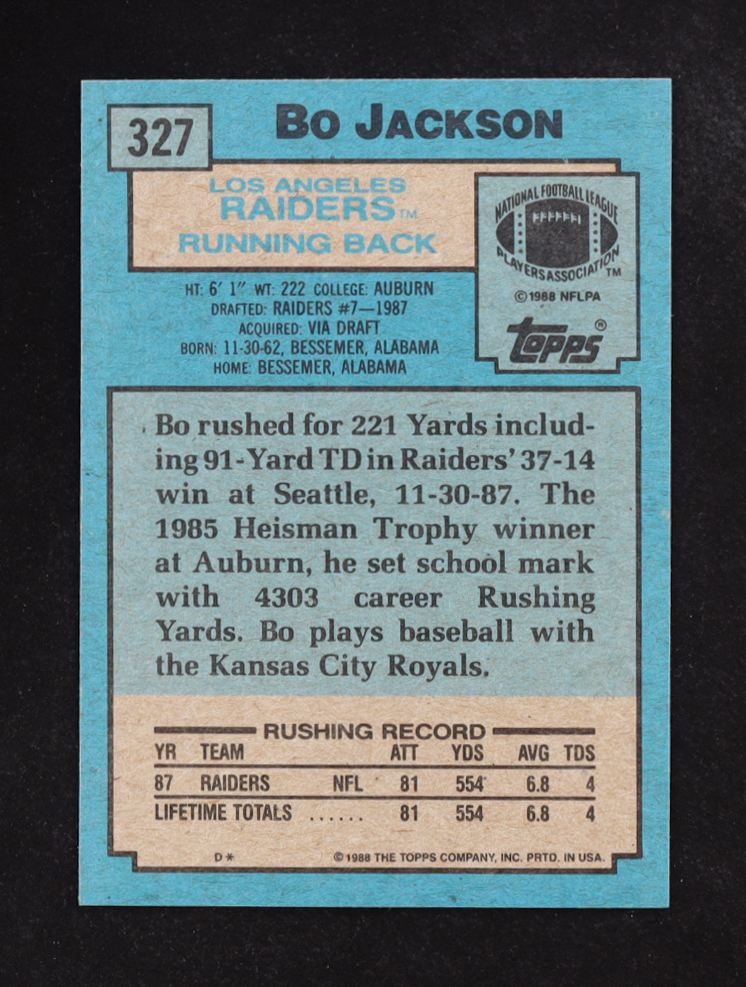 327
BO JACKSON
LOS ANGELES
RAIDERS™
RUNNING BACK
NATIONAL FOOTBALL LEAGUE
PLAYERS ASSOCIATION™
©1988 NFLPA
topps®
HT: 6' 1" WT: 222 COLLEGE: AUBURN
DRAFTED: RAIDERS #7—1987
ACQUIRED: VIA DRAFT
BORN: 11-30-62, BESSEMER, ALABAMA
HOME: BESSEMER, ALABAMA
Bo rushed for 221 Yards includ-
ing 91-Yard TD in Raiders' 37-14
win at Seattle, 11-30-87. The
1985 Heisman Trophy winner
at Auburn, he set school mark
with 4303 career Rushing
Yards. Bo plays baseball with
the Kansas City Royals.
RUSHING RECORD
YR TEAM ATT YDS AVG TDS
87 RAIDERS NFL 81 554 6.8 4
LIFETIME TOTALS ...... 81 554 6.8 4
D* ©1988 THE TOPPS COMPANY, INC. PRTD. IN USA.